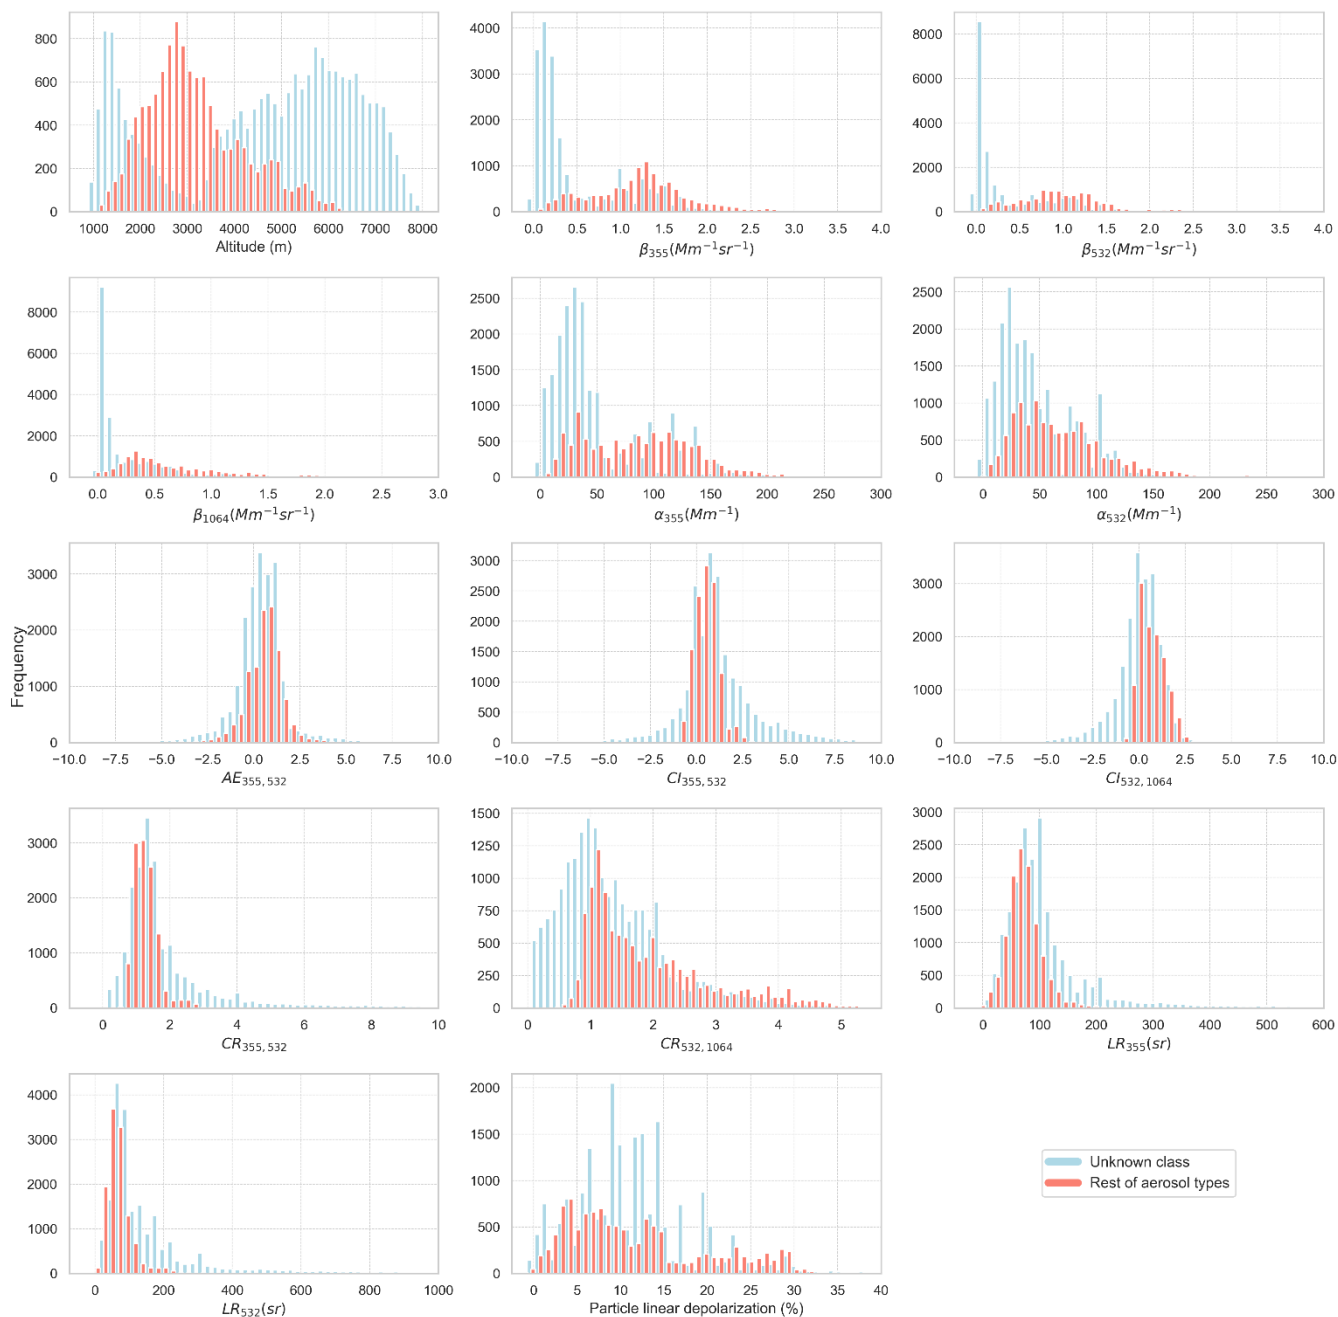 800
600
400
200
0
1000 2000 3000 4000 5000 6000 7000 8000
Altitude (m)
4000
3000
2000
1000
0
0.0 0.5 1.0 1.5 2.0 2.5 3.0 3.5 4.0
β355(Mm−1sr−1)
8000
6000
4000
2000
0
0.0 0.5 1.0 1.5 2.0 2.5 3.0 3.5 4.0
β532(Mm−1sr−1)
8000
6000
4000
2000
0
0.0 0.5 1.0 1.5 2.0 2.5 3.0
β1064(Mm−1sr−1)
2500
2000
1500
1000
500
0
0 50 100 150 200 250 300
α355(Mm−1)
2500
2000
1500
1000
500
0
0 50 100 150 200 250 300
α532(Mm−1)
Frequency
3000
2000
1000
0
−10.0 −7.5 −5.0 −2.5 0.0 2.5 5.0 7.5 10.0
AE355,532
3000
2500
2000
1500
1000
500
0
−10.0 −7.5 −5.0 −2.5 0.0 2.5 5.0 7.5 10.0
CI355,532
3000
2000
1000
0
−10.0 −7.5 −5.0 −2.5 0.0 2.5 5.0 7.5 10.0
CI532,1064
3000
2000
1000
0
0 2 4 6 8 10
CR355,532
1500
1250
1000
750
500
250
0
0 1 2 3 4 5
CR532,1064
3000
2500
2000
1500
1000
500
0
0 100 200 300 400 500 600
LR355(sr)
4000
3000
2000
1000
0
0 200 400 600 800 1000
LR532(sr)
2000
1500
1000
500
0
0 5 10 15 20 25 30 35 40
Particle linear depolarization (%)
Unknown class
Rest of aerosol types